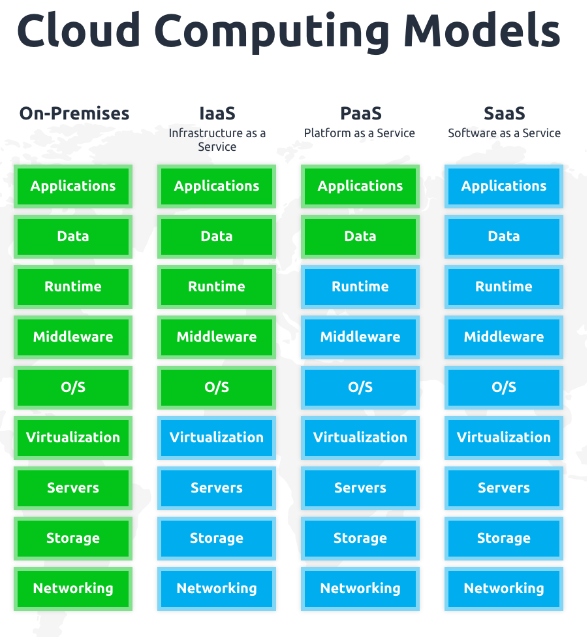 Cloud Computing Models
On-Premises
IaaS
Infrastructure as a
Service
PaaS
Platform as a Service
SaaS
Software as a Service
Applications
Applications
Applications
Applications
Data
Data
Data
Data
Runtime
Runtime
Runtime
Runtime
Middleware
Middleware
Middleware
Middleware
O/S
O/S
O/S
O/S
Virtualization
Virtualization
Virtualization
Virtualization
Servers
Servers
Servers
Servers
Storage
Storage
Storage
Storage
Networking
Networking
Networking
Networking